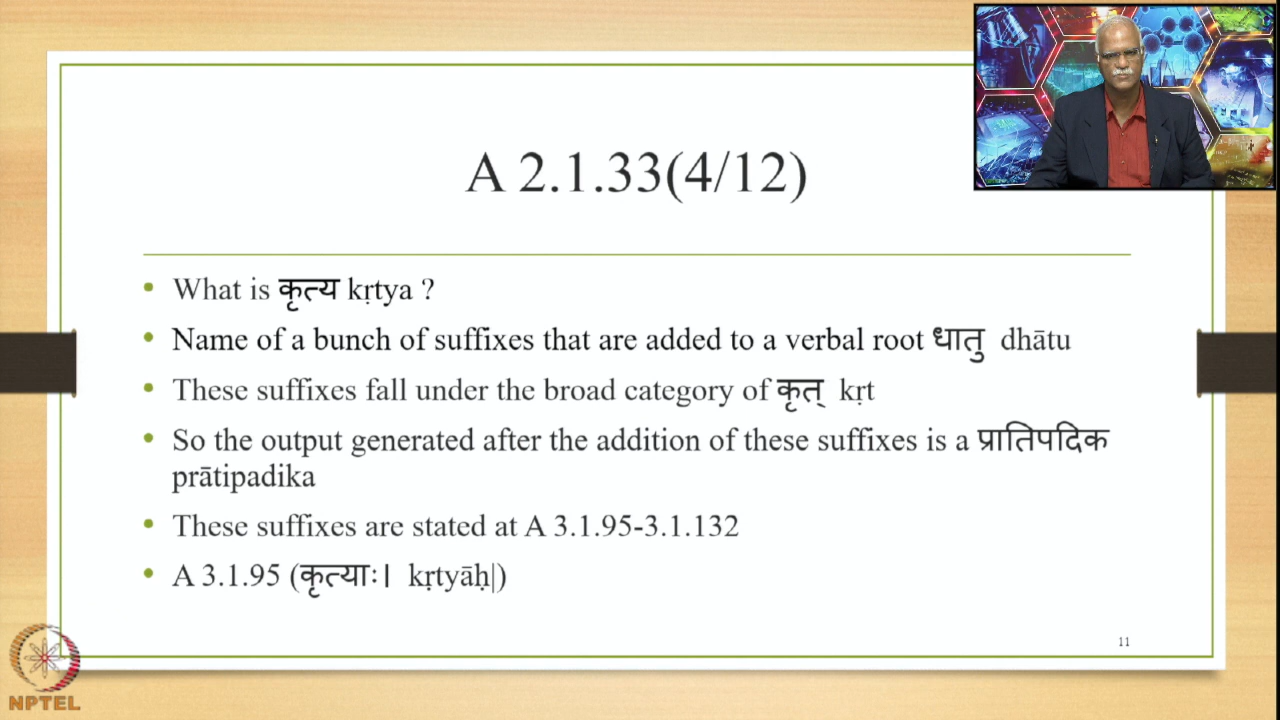 A 2.1.33(4/12)
• What is कृत्य kṛtya ?
• Name of a bunch of suffixes that are added to a verbal root धातु dhātu
• These suffixes fall under the broad category of कृत् kṛt
• So the output generated after the addition of these suffixes is a प्रातिपदिक
prātipadika
• These suffixes are stated at A 3.1.95-3.1.132
• A 3.1.95 (कृत्याः। kṛtyāḥ|)
11
NPTEL